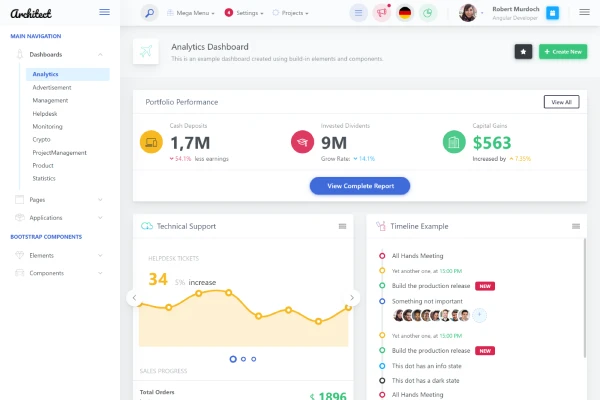 Architect
Mega Menu
4 Settings
Projects
Robert Murdoch
Angular Developer
MAIN NAVIGATION
Dashboards
Analytics
Advertisement
Management
Helpdesk
Monitoring
Crypto
ProjectManagement
Product
Statistics
Pages
Applications
BOOTSTRAP COMPONENTS
Elements
Components
Analytics Dashboard
This is an example dashboard created using build-in elements and components.
Create New
Portfolio Performance
View All
Cash Deposits
1,7M
54.1% less earnings
Invested Dividents
9M
Grow Rate: 14.1%
Capital Gains
$563
Increased by 7.35%
View Complete Report
Technical Support
HELPDESK TICKETS
34 5% increase
SALES PROGRESS
Total Orders
$ 1896
Timeline Example
All Hands Meeting
Yet another one, at 15:00 PM
Build the production release NEW
Something not important
Yet another one, at 15:00 PM
Build the production release NEW
This dot has an info state
This dot has a dark state
All Hands Meeting